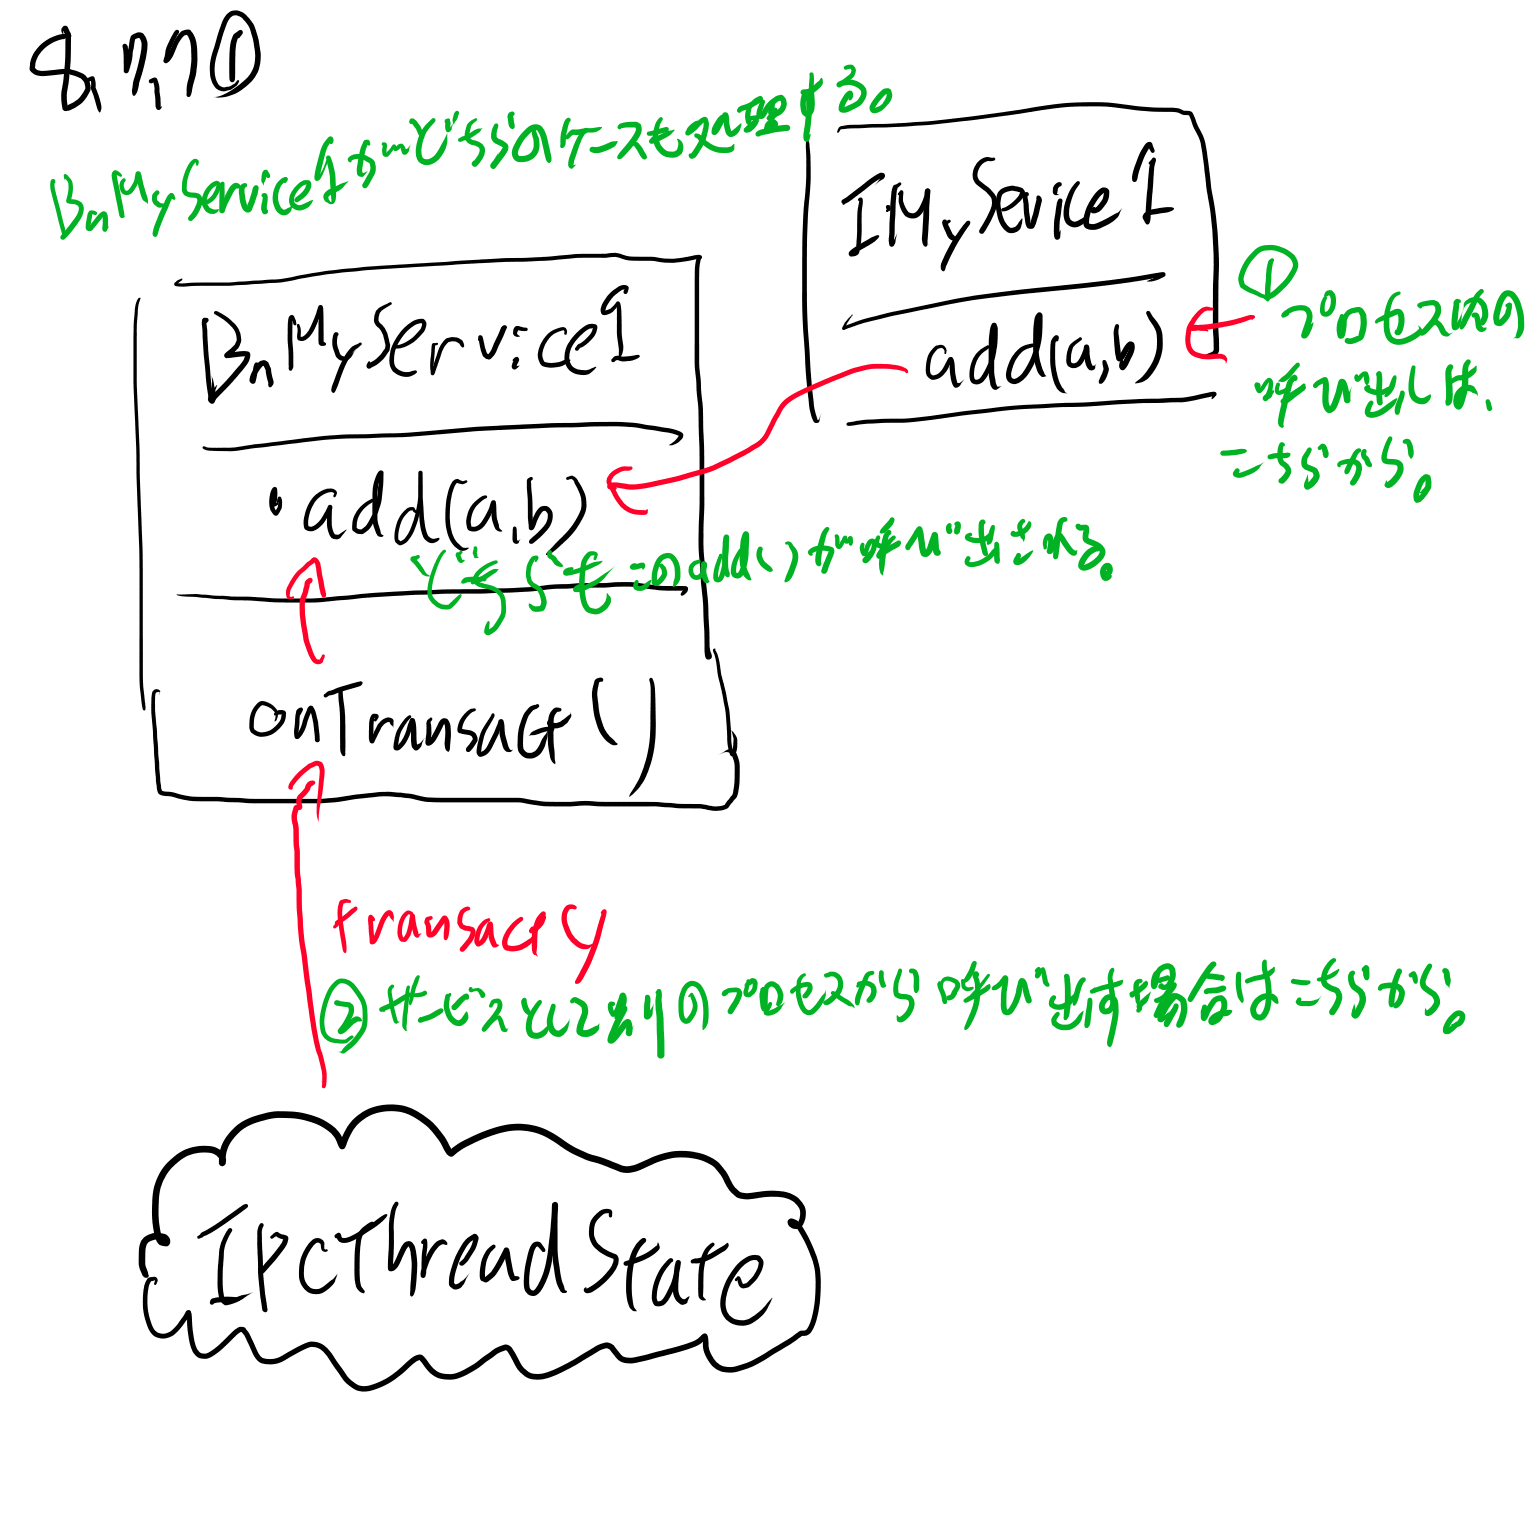 8.7.7①
BnMyService1がどちらのケースも処理する。
IMyService1
add(a,b)
①プロセス内の
呼び出しは、
こちらから。
BnMyService1
・add(a,b)
どちらもこのadd()が呼び出される。
onTransact()
transact()
②サービスとは別のプロセスから呼び出す場合はこちらから。
IPCThreadState